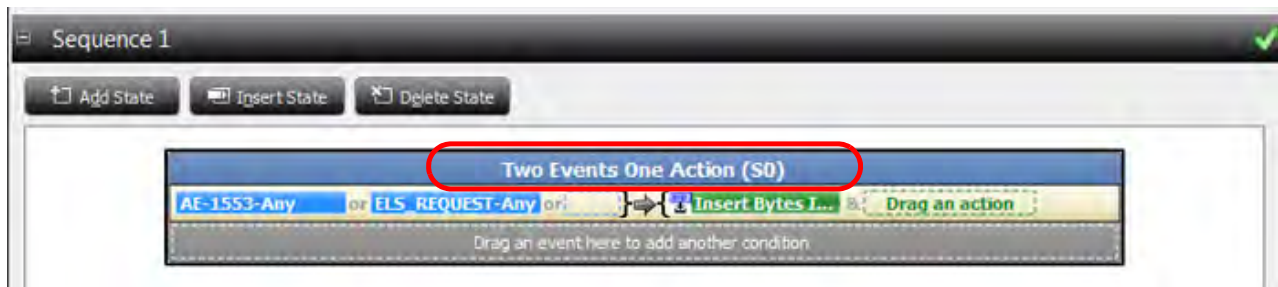 Sequence 1
Add State Insert State Delete State
Two Events One Action (S0)
AE-1553-Any or ELS_REQUEST-Any or Insert Bytes I... & Drag an action
Drag an event here to add another condition